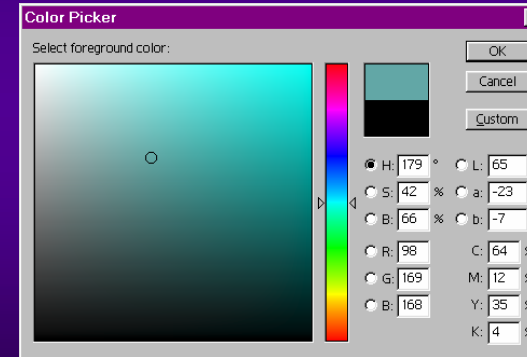 Color Picker
Select foreground color:
OK
Cancel
Custom
H: 179 ° L: 65
S: 42 % a: -23
B: 66 % b: -7
R: 98 C: 64 %
G: 169 M: 12 %
B: 168 Y: 35 %
K: 4 %